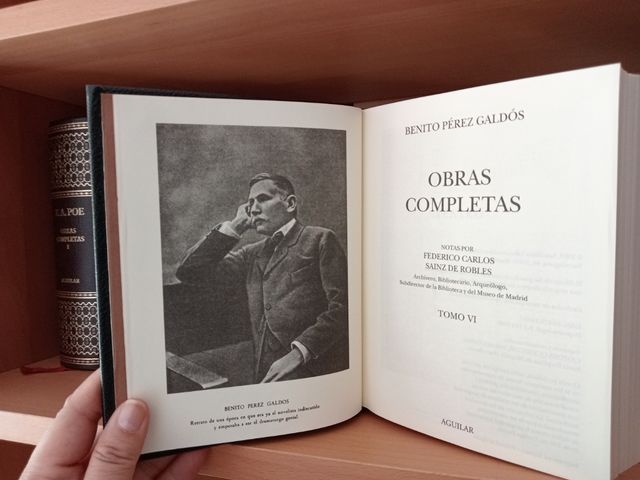 E.A. POE
OBRAS
COMPLETAS
I
AGUILAR
BENITO PEREZ GALDOS
Retrato de una época en que era ya el novelista indiscutido
y empezaba a ser el dramaturgo genial.
BENITO PÉREZ GALDÓS
OBRAS
COMPLETAS
NOTAS POR
FEDERICO CARLOS
SAINZ DE ROBLES
Archivero, Bibliotecario, Arqueólogo,
Subdirector de la Biblioteca y del Museo de Madrid
TOMO VI
AGUILAR